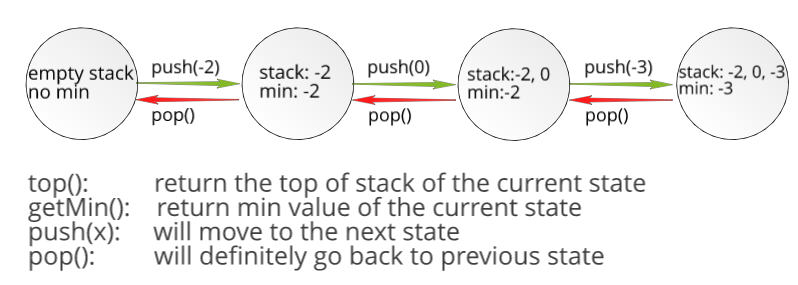 empty stack
no min
push(-2)
pop()
stack: -2
min: -2
push(0)
pop()
stack:-2, 0
min:-2
push(-3)
pop()
stack: -2, 0, -3
min: -3
top(): return the top of stack of the current state
getMin(): return min value of the current state
push(x): will move to the next state
pop(): will definitely go back to previous state